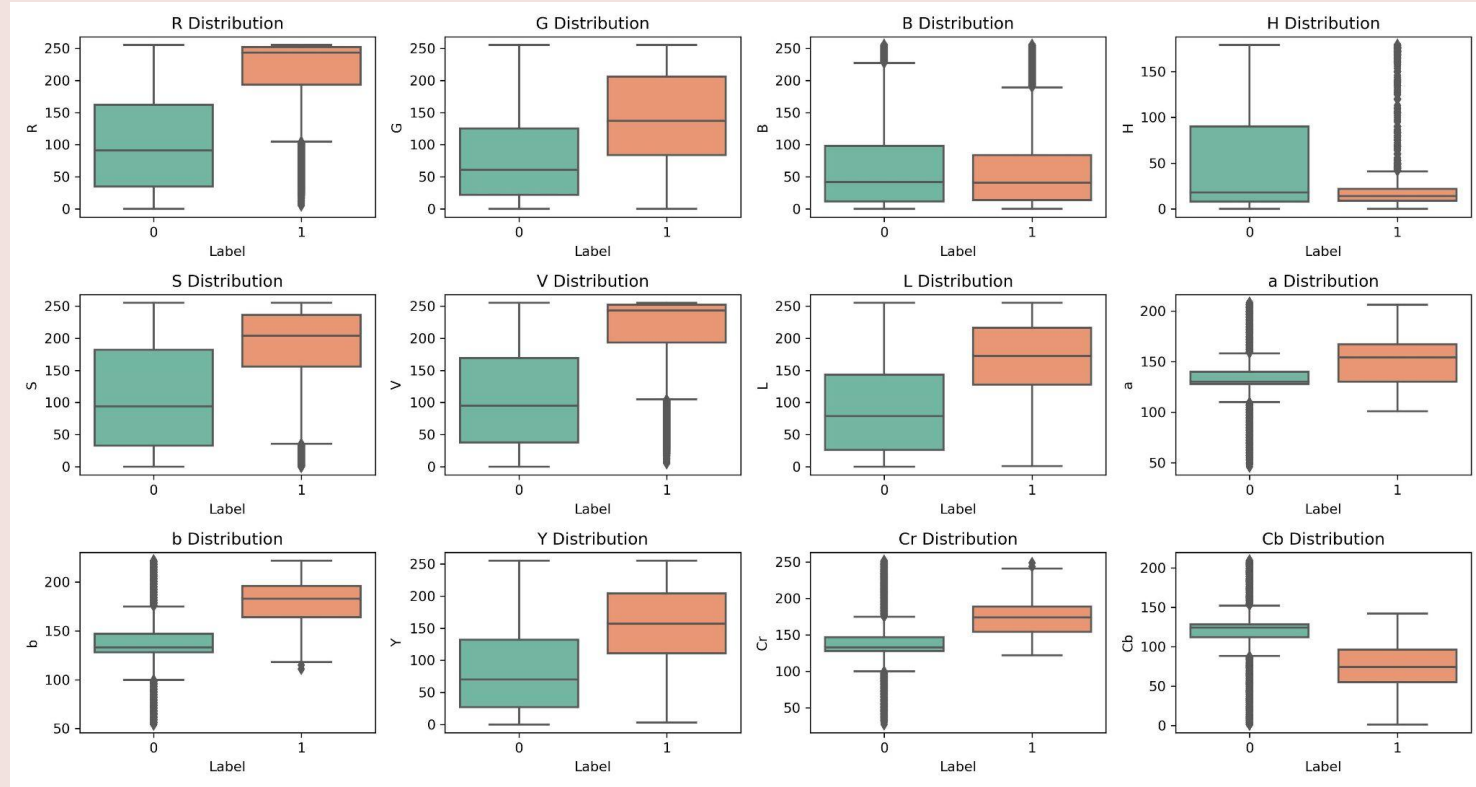 R Distribution
G Distribution
B Distribution
H Distribution
250
200
150
100
50
0
R
0
1
Label
250
200
150
100
50
0
G
0
1
Label
250
200
150
100
50
0
B
0
1
Label
150
100
50
0
H
0
1
Label
S Distribution
V Distribution
L Distribution
a Distribution
250
200
150
100
50
0
S
0
1
Label
250
200
150
100
50
0
V
0
1
Label
250
200
150
100
50
0
L
0
1
Label
200
150
100
50
a
0
1
Label
b Distribution
Y Distribution
Cr Distribution
Cb Distribution
200
150
100
50
b
0
1
Label
250
200
150
100
50
0
Y
0
1
Label
250
200
150
100
50
Cr
0
1
Label
200
150
100
50
0
Cb
0
1
Label